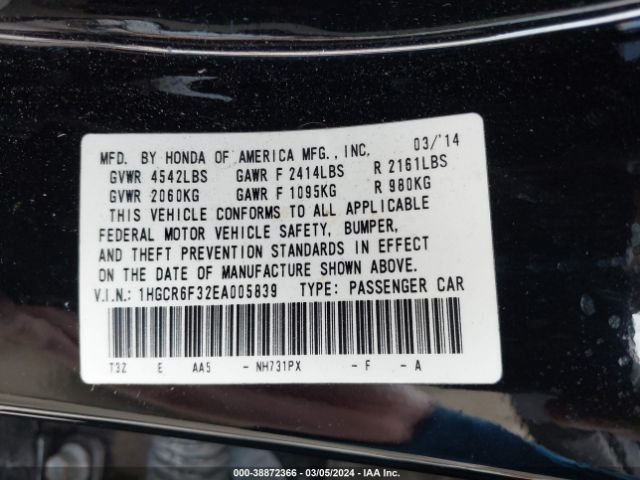 MFD. BY HONDA OF AMERICA MFG., INC. 03/'14
GVWR 4542LBS GAWR F 2414LBS R 2161LBS
GVWR 2060KG GAWR F 1095KG R 980KG
THIS VEHICLE CONFORMS TO ALL APPLICABLE
FEDERAL MOTOR VEHICLE SAFETY, BUMPER,
AND THEFT PREVENTION STANDARDS IN EFFECT
ON THE DATE OF MANUFACTURE SHOWN ABOVE.
V.I.N.: 1HGCR6F32EA005839 TYPE: PASSENGER CAR
T3Z E AA5 - NH731PX - F - A
000-38872366 - 03/05/2024 - IAA Inc.